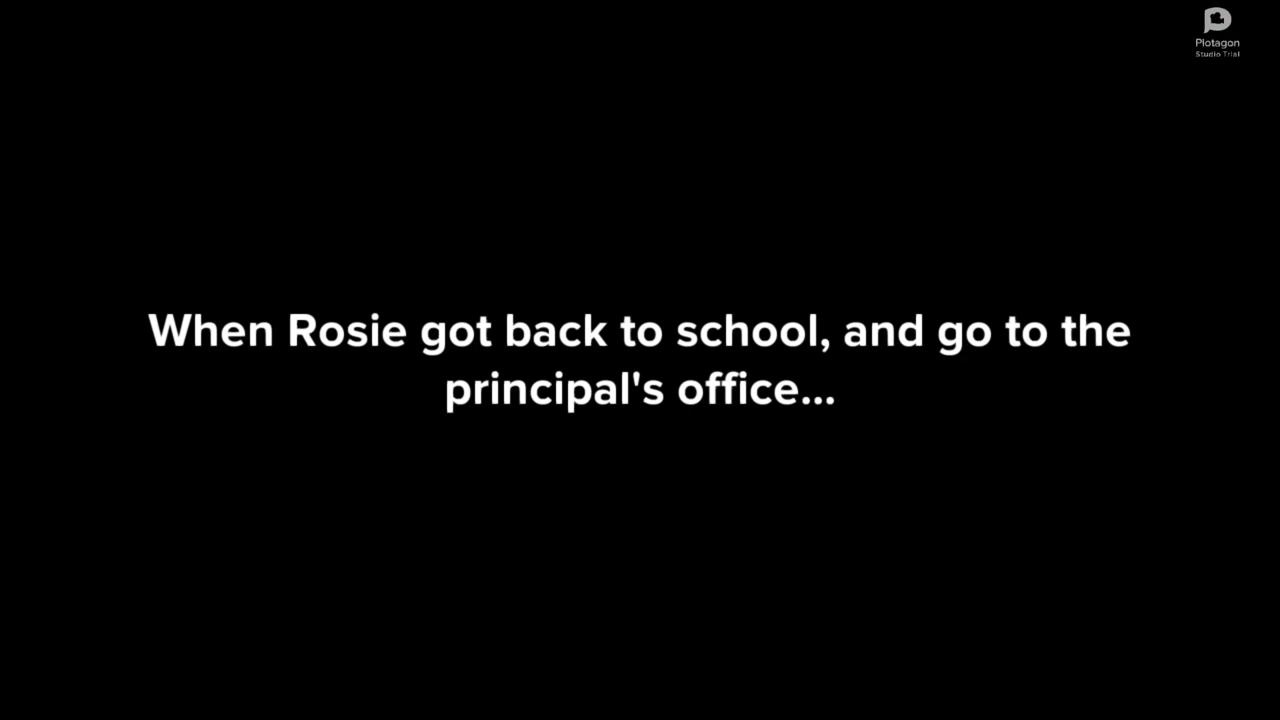 Plotagon
Studio Trial
When Rosie got back to school, and go to the
principal's office...